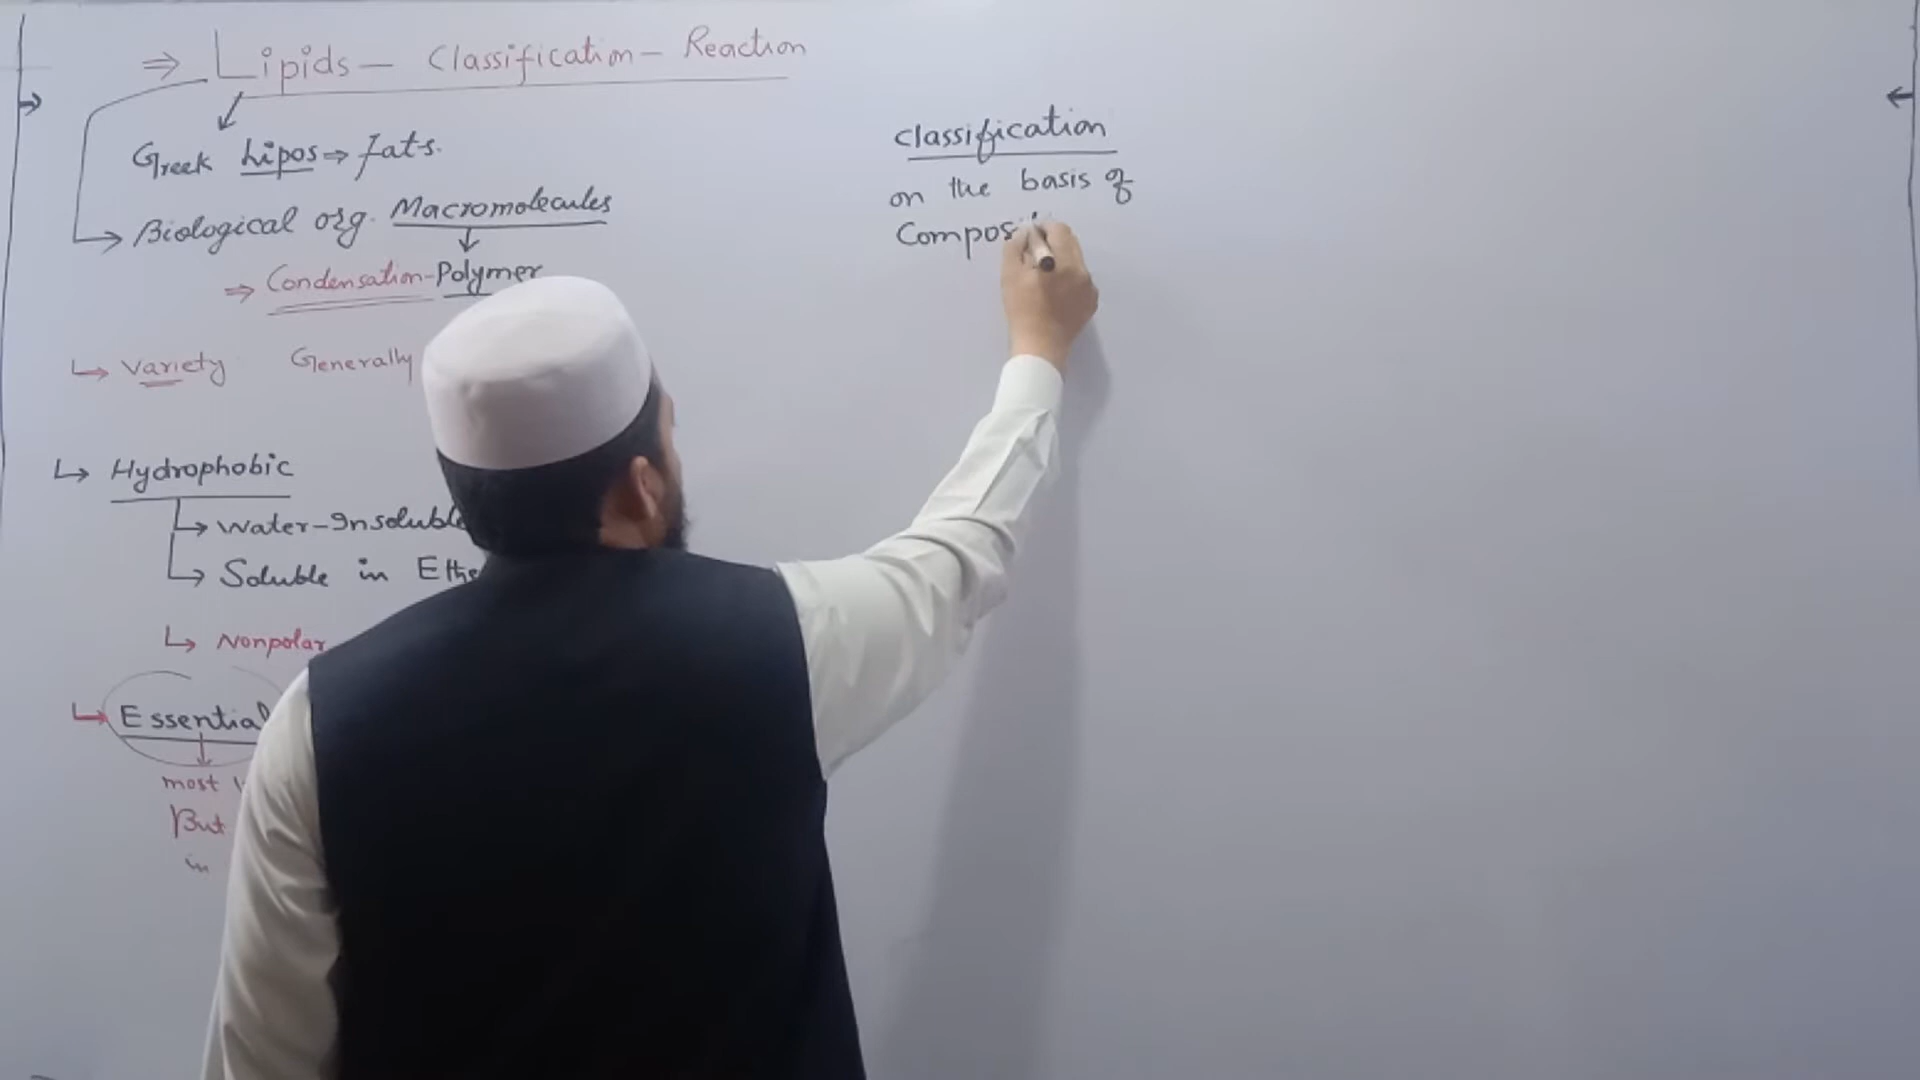 ⇒ Lipids - Classification - Reaction
Greek Lipos ⇒ fats.
Biological org. Macromolecules
⇒ Condensation-Polymer
↳ Variety Generally
↳ Hydrophobic
↳ Water-Insoluble
↳ Soluble in Ethe
↳ Nonpolar
↳ Essential
most
But
in
Classification
on the basis of
Composi